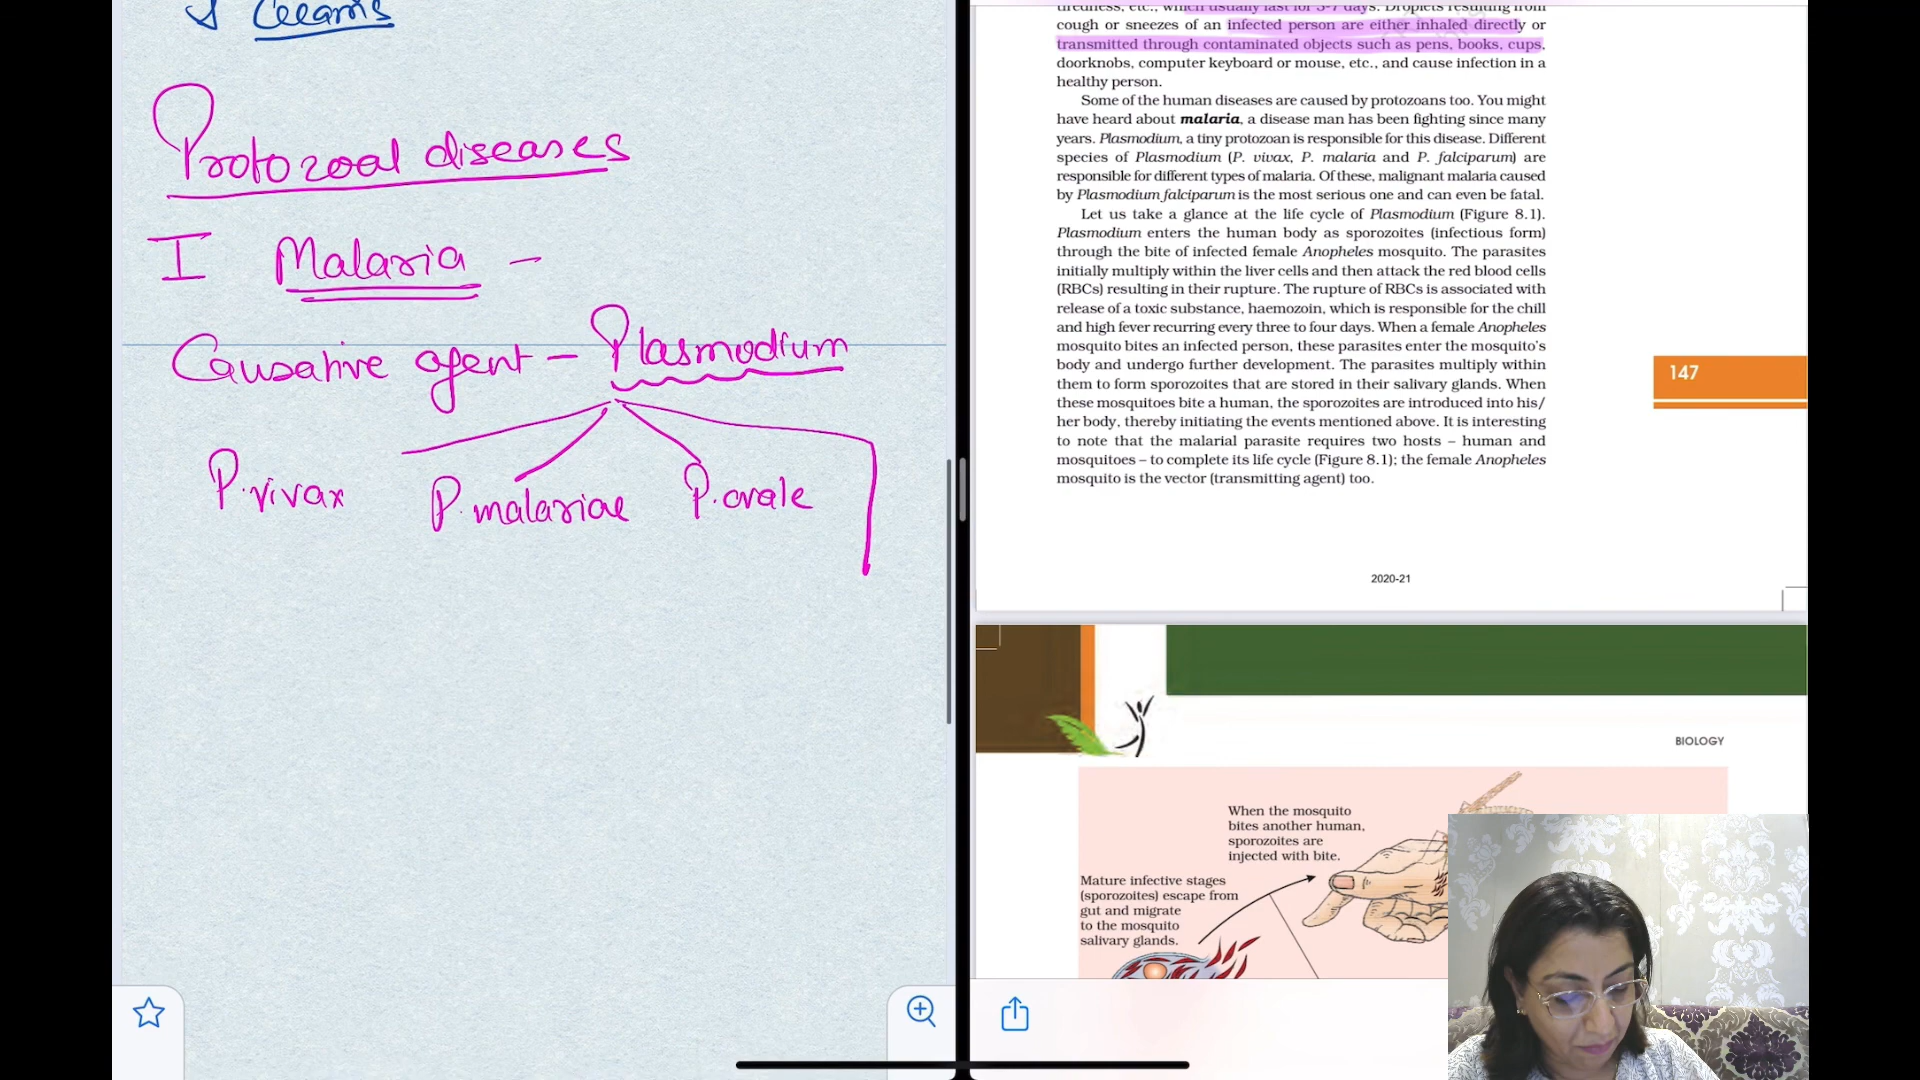 Protozoal diseases
I Malaria –
Causative agent – Plasmodium
P. vivax P. malariae P. ovale
cough or sneezes of an infected person are either inhaled directly or
transmitted through contaminated objects such as pens, books, cups,
doorknobs, computer keyboard or mouse, etc., and cause infection in a
healthy person.
Some of the human diseases are caused by protozoans too. You might
have heard about malaria, a disease man has been fighting since many
years. Plasmodium, a tiny protozoan is responsible for this disease. Different
species of Plasmodium (P. vivax, P. malaria and P. falciparum) are
responsible for different types of malaria. Of these, malignant malaria caused
by Plasmodium falciparum is the most serious one and can even be fatal.
Let us take a glance at the life cycle of Plasmodium (Figure 8.1).
Plasmodium enters the human body as sporozoites (infectious form)
through the bite of infected female Anopheles mosquito. The parasites
initially multiply within the liver cells and then attack the red blood cells
(RBCs) resulting in their rupture. The rupture of RBCs is associated with
release of a toxic substance, haemozoin, which is responsible for the chill
and high fever recurring every three to four days. When a female Anopheles
mosquito bites an infected person, these parasites enter the mosquito's
body and undergo further development. The parasites multiply within
them to form sporozoites that are stored in their salivary glands. When
these mosquitoes bite a human, the sporozoites are introduced into his/
her body, thereby initiating the events mentioned above. It is interesting
to note that the malarial parasite requires two hosts – human and
mosquitoes – to complete its life cycle (Figure 8.1); the female Anopheles
mosquito is the vector (transmitting agent) too.
147
2020-21
BIOLOGY
When the mosquito
bites another human,
sporozoites are
injected with bite.
Mature infective stages
(sporozoites) escape from
gut and migrate
to the mosquito
salivary glands.